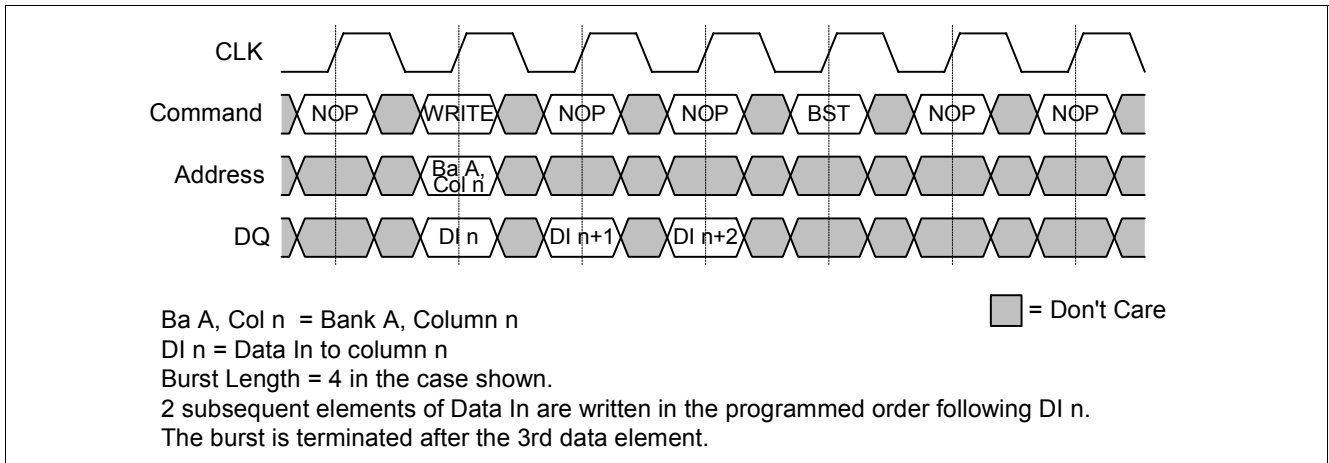 CLK
Command NOP WRITE NOP NOP BST NOP NOP
Address Ba A,
Col n
DQ DI n DI n+1 DI n+2
Ba A, Col n = Bank A, Column n
= Don't Care
DI n = Data In to column n
Burst Length = 4 in the case shown.
2 subsequent elements of Data In are written in the programmed order following DI n.
The burst is terminated after the 3rd data element.